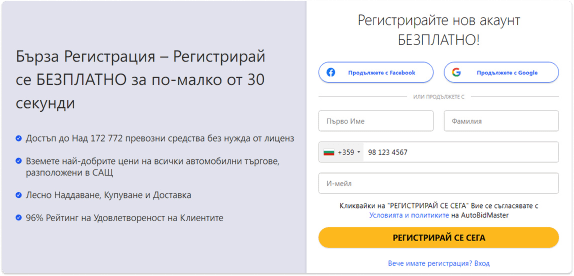 Бърза Регистрация – Регистрирай
се БЕЗПЛАТНО за по-малко от 30
секунди
Достъп до Над 172 772 превозни средства без нужда от лиценз
Вземете най-добрите цени на всички автомобилни търгове,
разположени в САЩ
Лесно Наддаване, Купуване и Доставка
96% Рейтинг на Удовлетвореност на Клиентите
Регистрирайте нов акаунт
БЕЗПЛАТНО!
Продължете с Facebook
Продължете с Google
ИЛИ ПРОДЪЛЖЕТЕ С
Първо Име
Фамилия
+359
98 123 4567
И-мейл
Кликвайки на "РЕГИСТРИРАЙ СЕ СЕГА" Вие се съгласявате с
Условията и политиките на AutoBidMaster
РЕГИСТРИРАЙ СЕ СЕГА
Вече имате регистрация? Вход